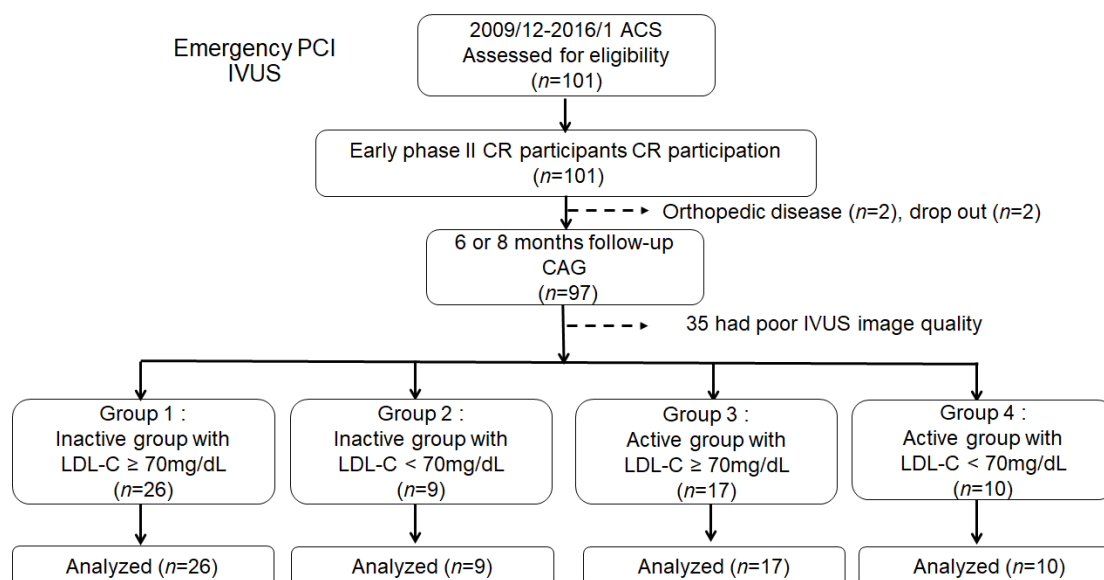 Emergency PCI
IVUS
2009/12-2016/1 ACS
Assessed for eligibility
(n=101)
Early phase II CR participants CR participation
(n=101)
Orthopedic disease (n=2), drop out (n=2)
6 or 8 months follow-up
CAG
(n=97)
35 had poor IVUS image quality
Group 1 :
Inactive group with
LDL-C ≥ 70mg/dL
(n=26)
Group 2 :
Inactive group with
LDL-C < 70mg/dL
(n=9)
Group 3 :
Active group with
LDL-C ≥ 70mg/dL
(n=17)
Group 4 :
Active group with
LDL-C < 70mg/dL
(n=10)
Analyzed (n=26)
Analyzed (n=9)
Analyzed (n=17)
Analyzed (n=10)